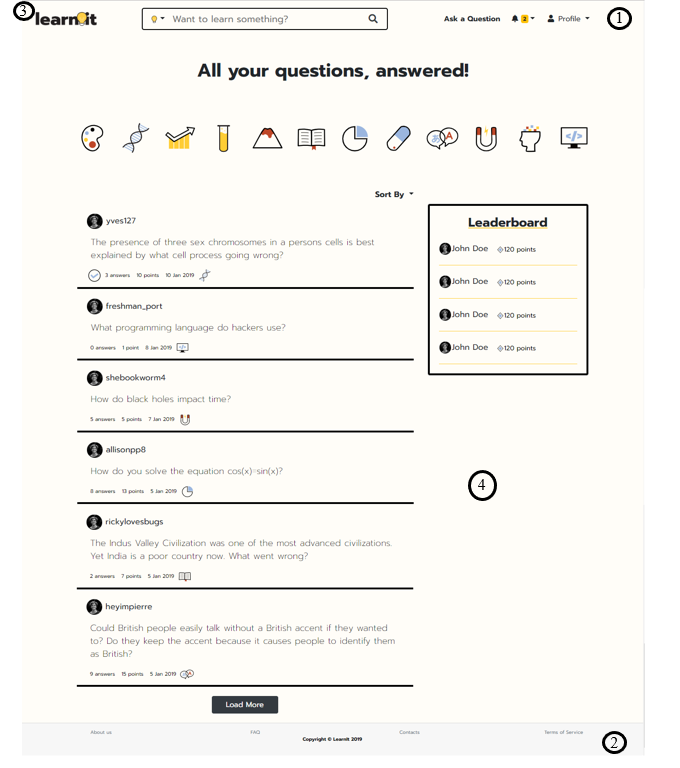 3
learnit
Want to learn something?
Ask a Question
2
Profile
1
All your questions, answered!
Sort By
yves127
The presence of three sex chromosomes in a persons cells is best
explained by what cell process going wrong?
3 answers 10 points 10 Jan 2019
freshman_port
What programming language do hackers use?
0 answers 1 point 8 Jan 2019
shebookworm4
How do black holes impact time?
5 answers 5 points 7 Jan 2019
allisonpp8
How do you solve the equation cos(x)=sin(x)?
8 answers 13 points 5 Jan 2019
rickylovesbugs
The Indus Valley Civilization was one of the most advanced civilizations.
Yet India is a poor country now. What went wrong?
2 answers 7 points 5 Jan 2019
heyimpierre
Could British people easily talk without a British accent if they wanted
to? Do they keep the accent because it causes people to identify them
as British?
9 answers 15 points 5 Jan 2019
Load More
Leaderboard
John Doe 120 points
John Doe 120 points
John Doe 120 points
John Doe 120 points
4
About us
FAQ
Contacts
Terms of Service
Copyright © LearnIt 2019
2